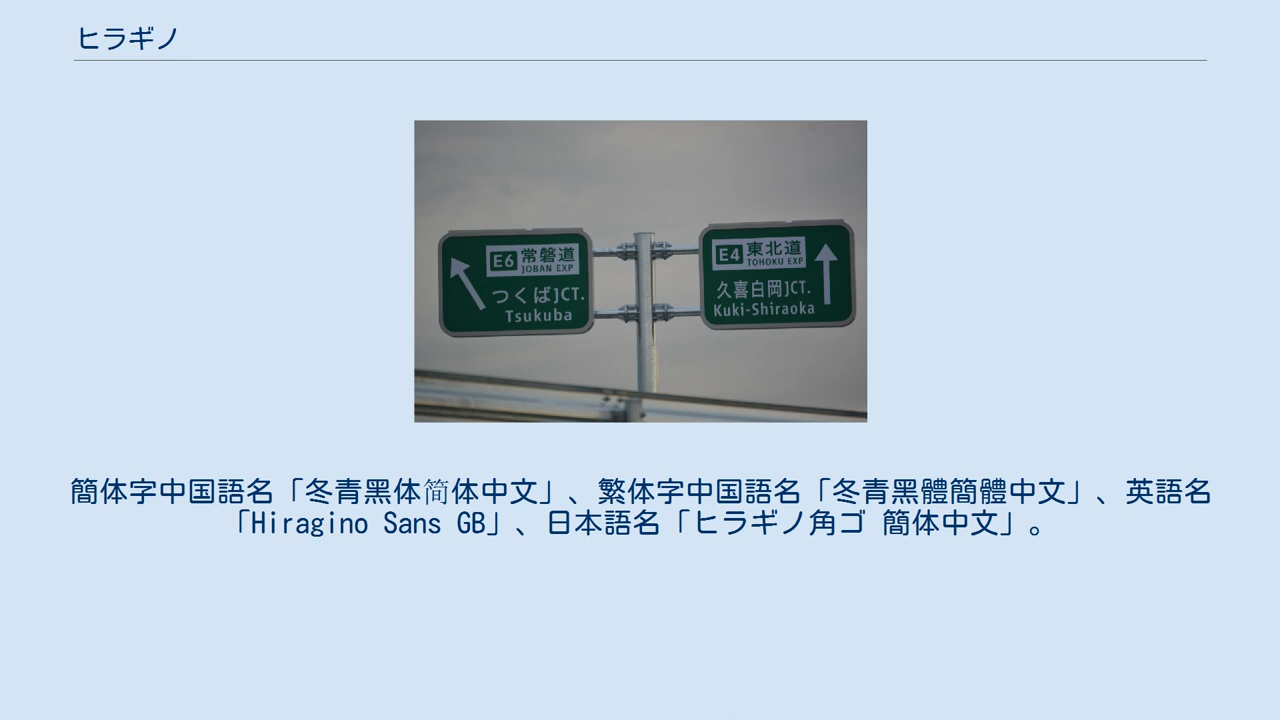 ヒラギノ
E6 常磐道
JOBAN EXP
つくばJCT.
Tsukuba
E4 東北道
TOHOKU EXP
久喜白岡JCT.
Kuki-Shiraoka
簡体字中国語名「冬青黑体简体中文」、繁体字中国語名「冬青黑體簡體中文」、英語名
「Hiragino Sans GB」、日本語名「ヒラギノ角ゴ 簡体中文」。